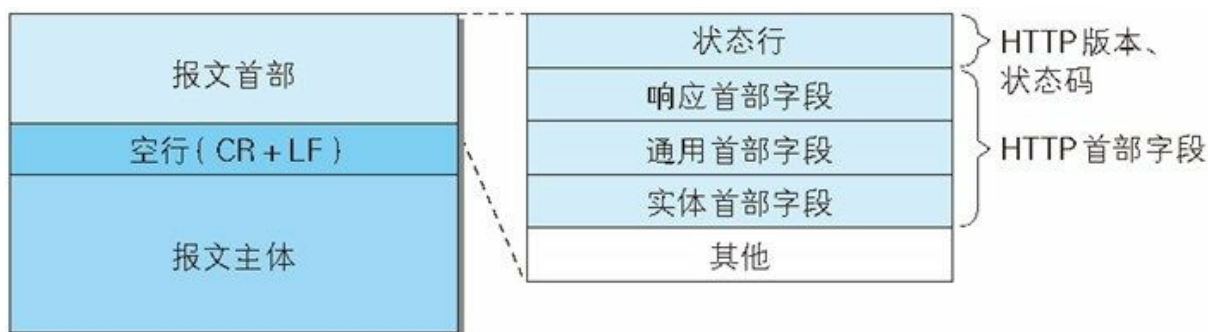 报文首部
空行(CR+LF)
报文主体
状态行
响应首部字段
通用首部字段
实体首部字段
其他
HTTP版本、
状态码
HTTP首部字段